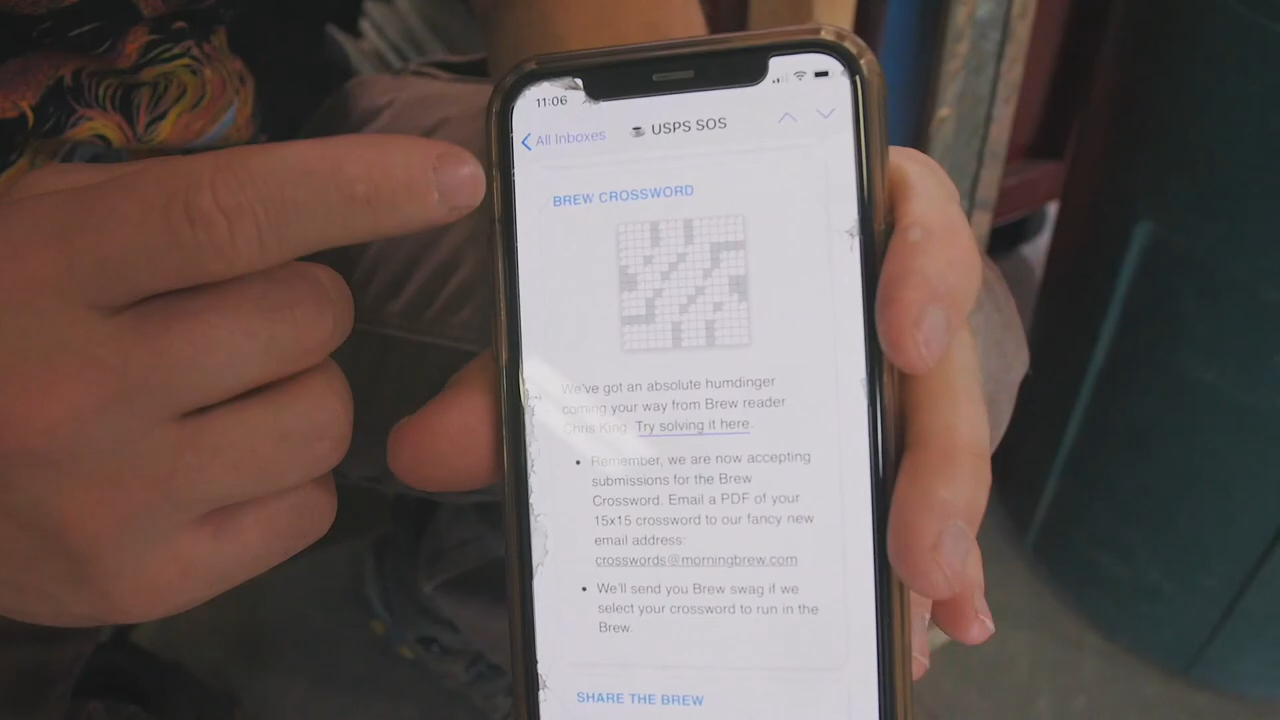 11:06
All Inboxes
USPS SOS
BREW CROSSWORD
We've got an absolute humdinger
coming your way from Brew reader
Chris King. Try solving it here.
• Remember, we are now accepting
submissions for the Brew
Crossword. Email a PDF of your
15x15 crossword to our fancy new
email address:
crosswords@morningbrew.com
• We'll send you Brew swag if we
select your crossword to run in the
Brew.
SHARE THE BREW